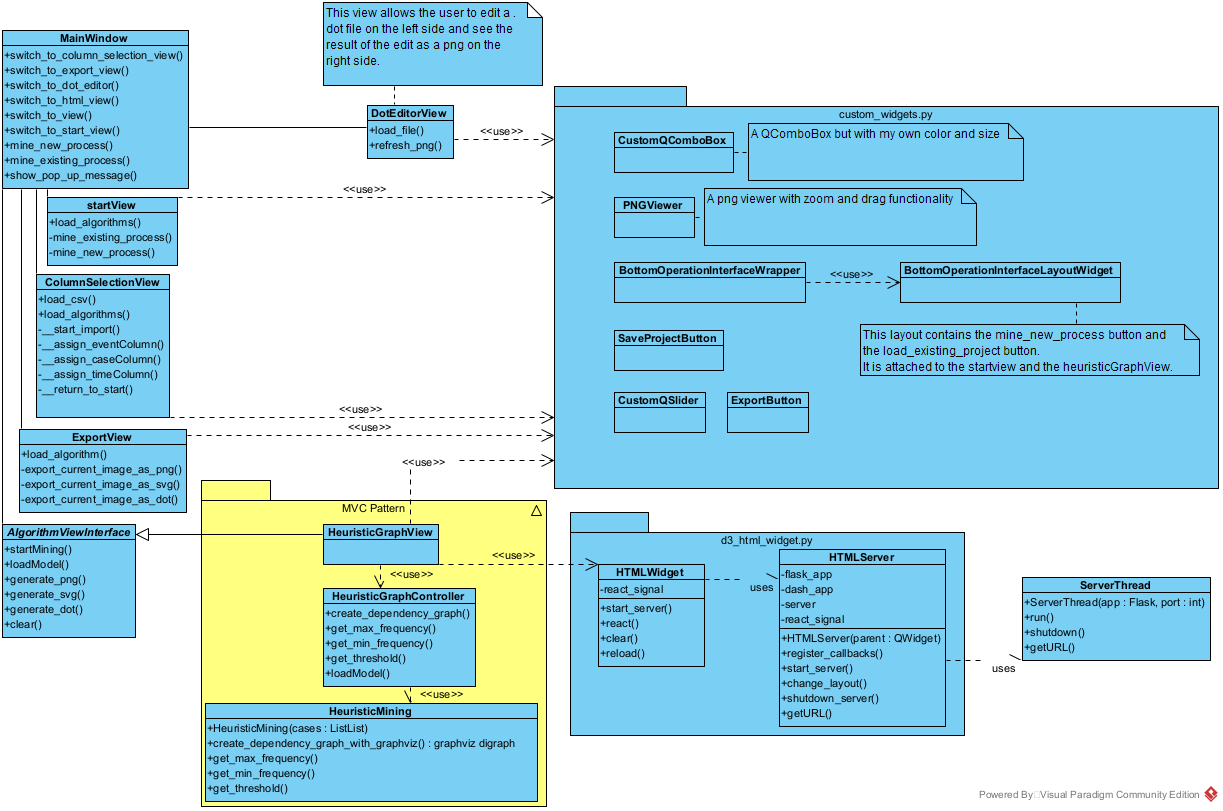 This view allows the user to edit a .
dot file on the left side and see the
result of the edit as a png on the
right side.
MainWindow
+switch_to_column_selection_view()
+switch_to_export_view()
+switch_to_dot_editor()
+switch_to_html_view()
+switch_to_view()
+switch_to_start_view()
+mine_new_process()
+mine_existing_process()
+show_pop_up_message()
DotEditorView
+load_file()
+refresh_png()
<<use>>
<<use>>
startView
+load_algorithms()
-mine_existing_process()
-mine_new_process()
ColumnSelectionView
+load_csv()
+load_algorithms()
-__start_import()
-__assign_eventColumn()
-__assign_caseColumn()
-__assign_timeColumn()
-__return_to_start()
<<use>>
<<use>>
ExportView
+load_algorithm()
-export_current_image_as_png()
-export_current_image_as_svg()
-export_current_image_as_dot()
<<use>>
custom_widgets.py
CustomQComboBox
A QComboBox but with my own color and size
PNGViewer
A png viewer with zoom and drag functionality
BottomOperationInterfaceWrapper
<<use>>
BottomOperationInterfaceLayoutWidget
This layout contains the mine_new_process button and
the load_existing_project button.
It is attached to the startview and the heuristicGraphView.
SaveProjectButton
CustomQSlider
ExportButton
AlgorithmViewInterface
+startMining()
+loadModel()
+generate_png()
+generate_svg()
+generate_dot()
+clear()
MVC Pattern
HeuristicGraphView
<<use>>
<<use>>
HeuristicGraphController
+create_dependency_graph()
+get_max_frequency()
+get_min_frequency()
+get_threshold()
+loadModel()
<<use>>
HeuristicMining
+HeuristicMining(cases : ListList)
+create_dependency_graph_with_graphviz() : graphviz digraph
+get_max_frequency()
+get_min_frequency()
+get_threshold()
d3_html_widget.py
HTMLWidget
-react_signal
+start_server()
+react()
+clear()
+reload()
uses
HTMLServer
-flask_app
-dash_app
-server
-react_signal
+HTMLServer(parent : QWidget)
+register_callbacks()
+start_server()
+change_layout()
+shutdown_server()
+getURL()
uses
ServerThread
+ServerThread(app : Flask, port : int)
+run()
+shutdown()
+getURL()
Powered By Visual Paradigm Community Edition